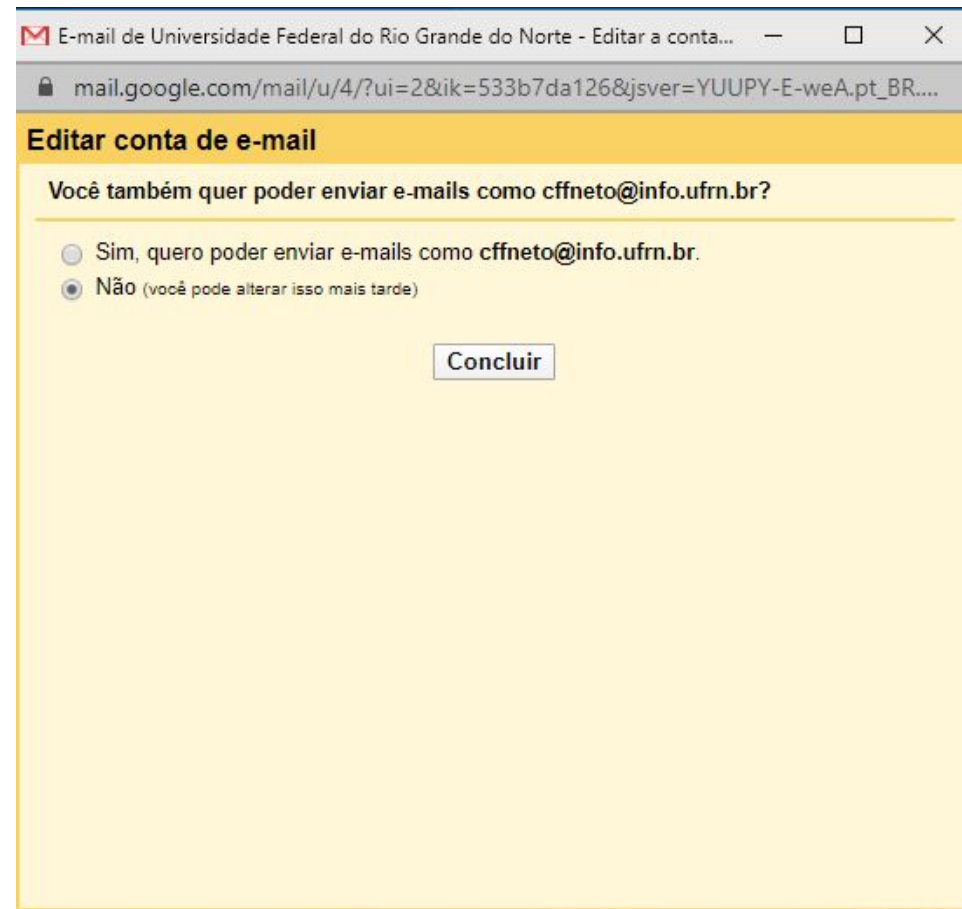 E-mail de Universidade Federal do Rio Grande do Norte - Editar a conta...
mail.google.com/mail/u/4/?ui=2&ik=533b7da126&jsver=YUUPY-E-weA.pt_BR....
Editar conta de e-mail
Você também quer poder enviar e-mails como cffneto@info.ufrn.br?
Sim, quero poder enviar e-mails como cffneto@info.ufrn.br.
Não (você pode alterar isso mais tarde)
Concluir